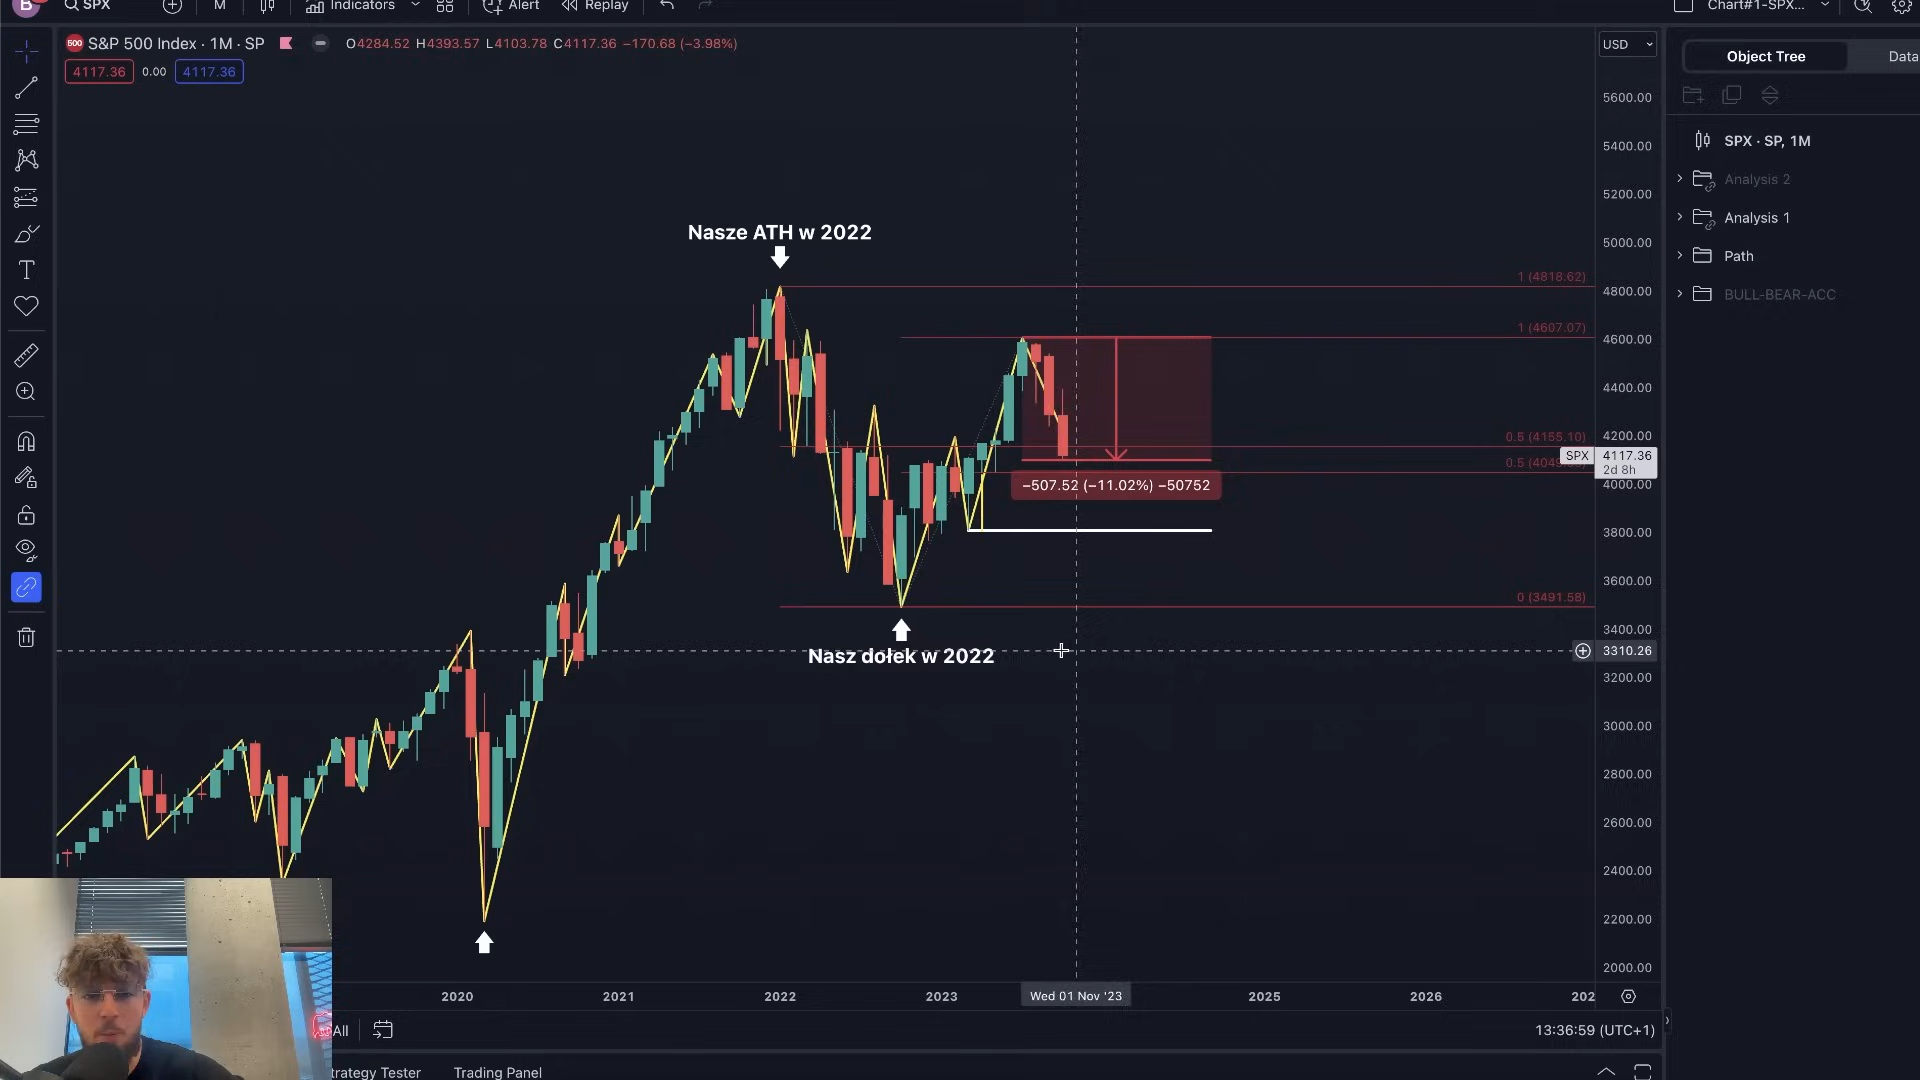 B
SPX
M
Indicators
Alert
Replay
Chart#1-SPX...
500 S&P 500 Index · 1M · SP
O4284.52 H4393.57 L4103.78 C4117.36 −170.68 (−3.98%)
4117.36 0.00 4117.36
USD
Object Tree
Data
SPX · SP, 1M
Analysis 2
Analysis 1
Path
BULL-BEAR-ACC
Nasze ATH w 2022
Nasz dołek w 2022
1 (4818.62)
1 (4607.07)
0.5 (4155.10)
0 (3491.58)
−507.52 (−11.02%) −50752
5600.00
5400.00
5200.00
5000.00
4800.00
4600.00
4400.00
4200.00
SPX 4117.36
2d 8h
4000.00
3800.00
3600.00
3400.00
3310.26
3200.00
3000.00
2800.00
2600.00
2400.00
2200.00
2000.00
2020 2021 2022 2023 Wed 01 Nov '23 2025 2026 202
All
13:36:59 (UTC+1)
trategy Tester Trading Panel